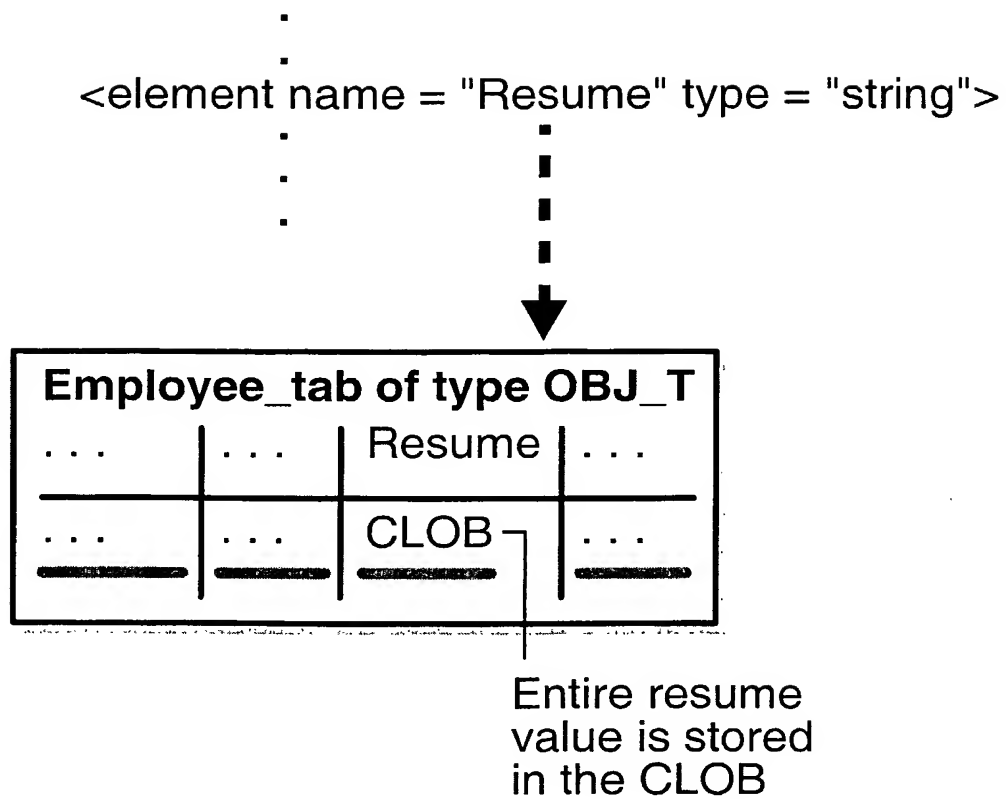 <element name = "Resume" type = "string">
Employee_tab of type OBJ_T
. . . . . . Resume . . .
. . . . . . CLOB . . .
Entire resume
value is stored
in the CLOB